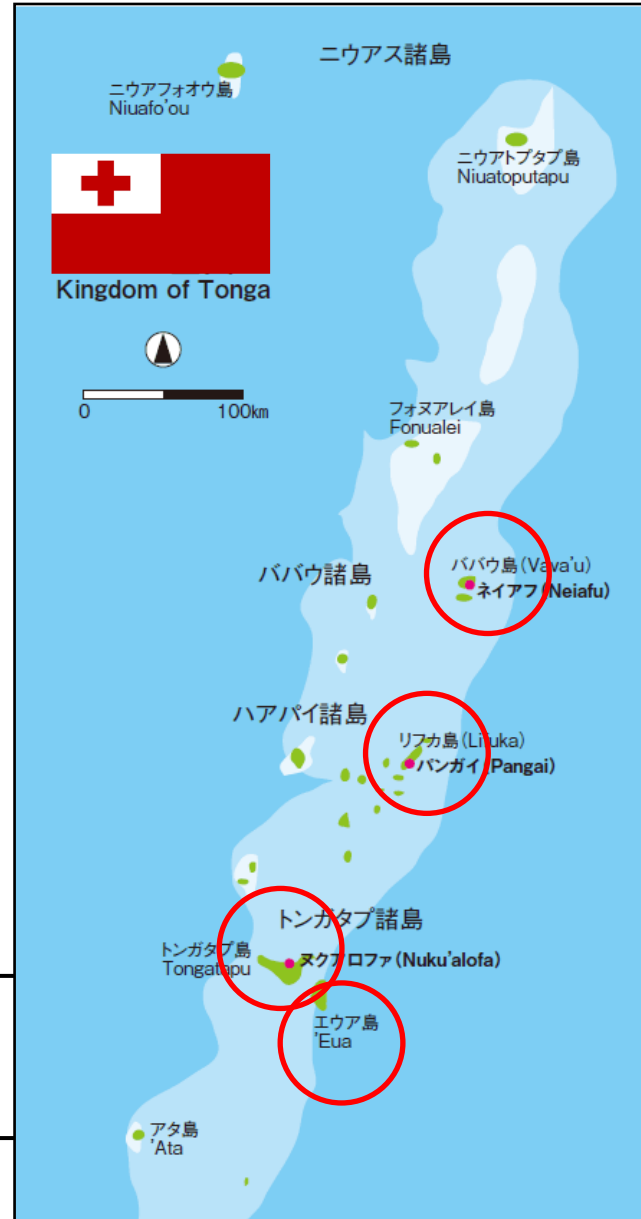 ニウアス諸島
ニウアフォオウ島
Niuafo'ou
ニウアトプタプ島
Niuatoputapu
Kingdom of Tonga
0 100km
フォヌアレイ島
Fonualei
ババウ島(Vava'u)
ババウ諸島
ネイアフ(Neiafu)
ハアパイ諸島
リフカ島(Lifuka)
パンガイ(Pangai)
トンガタプ諸島
トンガタプ島
Tongatapu
ヌクアロファ(Nuku'alofa)
エウア島
'Eua
アタ島
'Ata